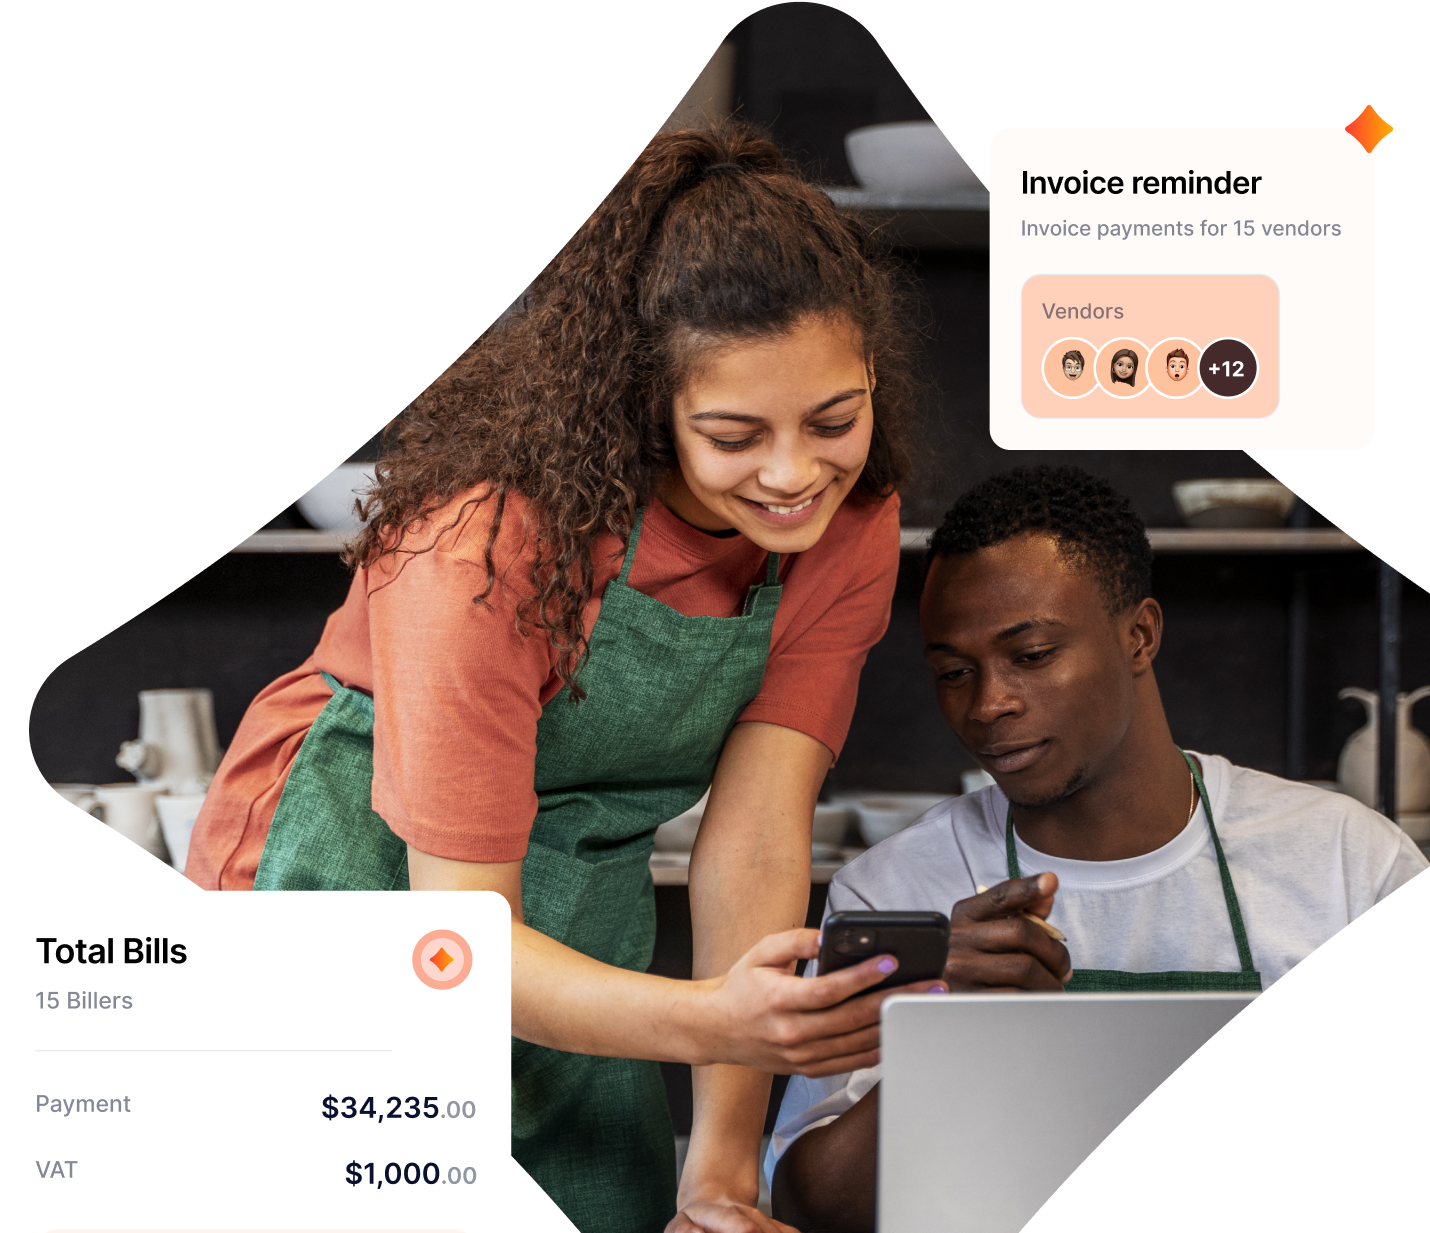 Invoice reminder
Invoice payments for 15 vendors
Vendors
+12
Total Bills
15 Billers
Payment $34,235.00
VAT $1,000.00